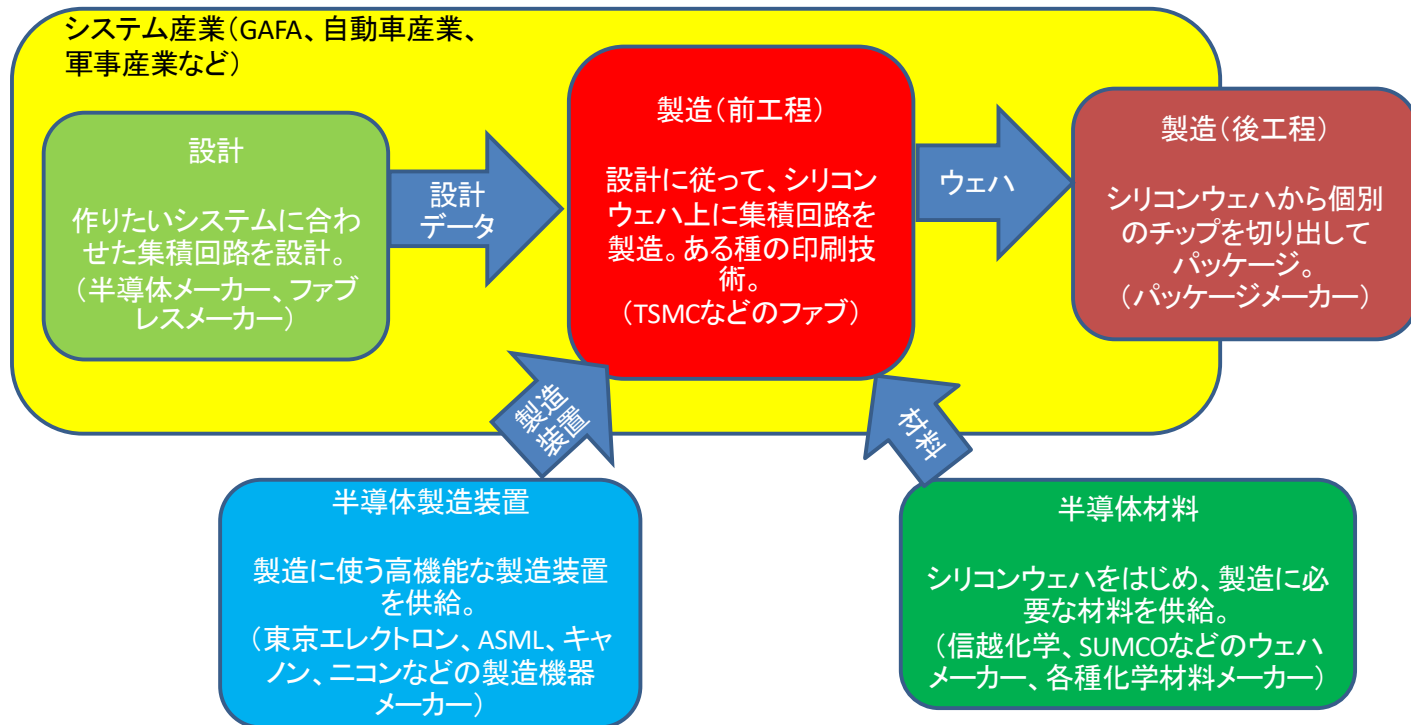 システム産業（GAFA、自動車産業、
軍事産業など）
設計
作りたいシステムに合わ
せた集積回路を設計。
（半導体メーカー、ファブ
レスメーカー）
設計
データ
製造（前工程）
設計に従って、シリコン
ウェハ上に集積回路を
製造。ある種の印刷技
術。
（TSMCなどのファブ）
ウェハ
製造（後工程）
シリコンウェハから個別
のチップを切り出して
パッケージ。
（パッケージメーカー）
製造
装置
材料
半導体製造装置
製造に使う高機能な製造装置
を供給。
（東京エレクトロン、ASML、キャ
ノン、ニコンなどの製造機器
メーカー）
半導体材料
シリコンウェハをはじめ、製造に必
要な材料を供給。
（信越化学、SUMCOなどのウェハ
メーカー、各種化学材料メーカー）